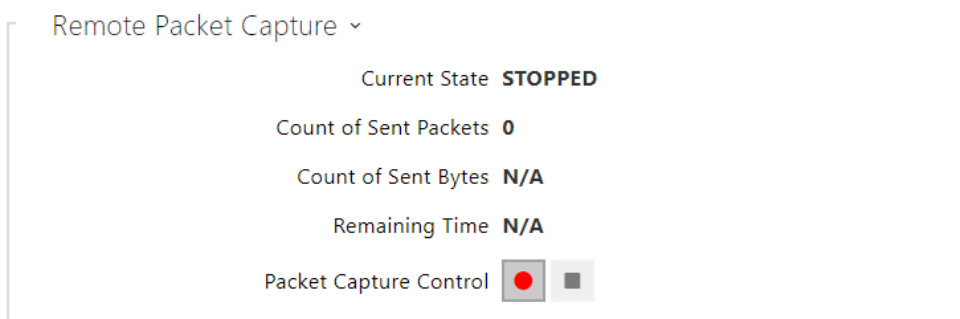 Remote Packet Capture
Current State STOPPED
Count of Sent Packets 0
Count of Sent Bytes N/A
Remaining Time N/A
Packet Capture Control